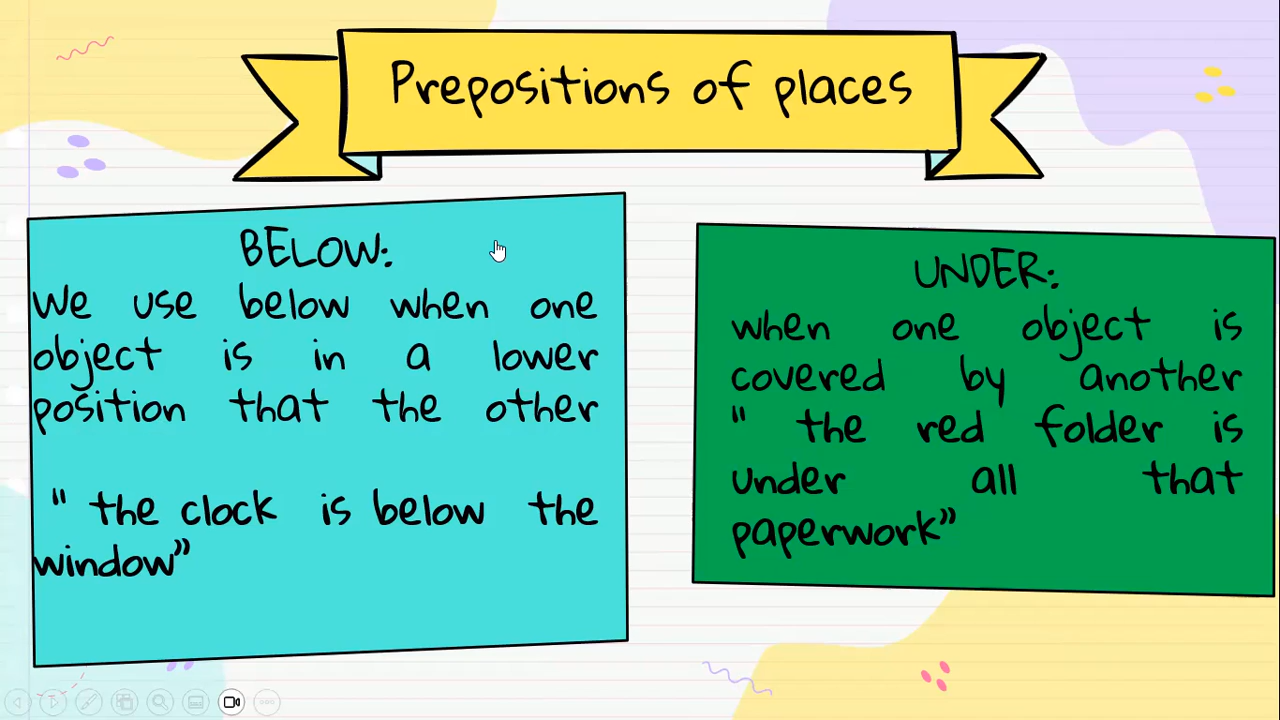 Prepositions of places
BELOW:
We use below when one
object is in a lower
position that the other
“ the clock is below the
window”
UNDER:
when one object is
covered by another
“ the red folder is
under all that
paperwork”